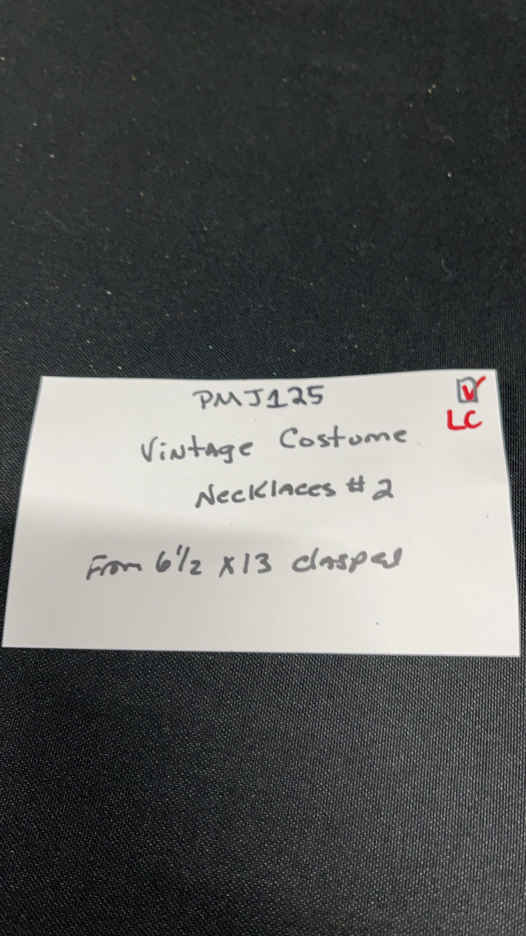 PMJ125
LC
Vintage Costume
Necklaces #2
From 6 1/2 x 13 clasped